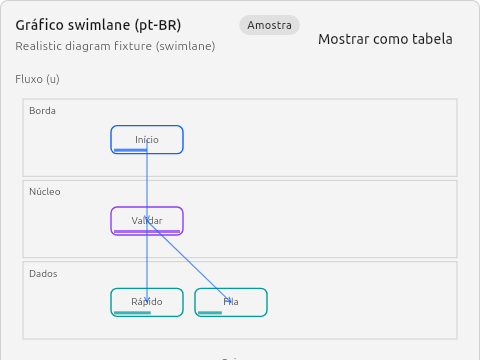 Gráfico swimlane (pt-BR)
Amostra
Realistic diagram fixture (swimlane)
Mostrar como tabela
Fluxo (u)
Borda
Início
Núcleo
Validar
Dados
Rápido
Fila